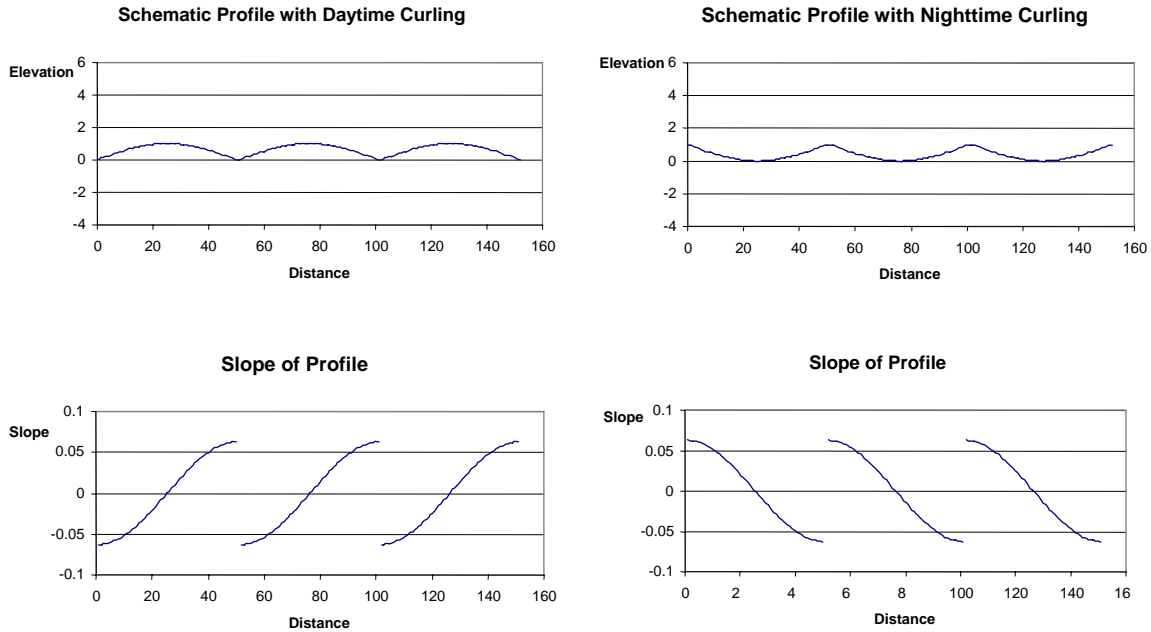 Schematic Profile with Daytime Curling
Elevation
6
4
2
0
-2
-4
0 20 40 60 80 100 120 140 160
Distance
Schematic Profile with Nighttime Curling
Elevation 6
4
2
0
-2
-4
0 20 40 60 80 100 120 140 160
Distance
Slope of Profile
Slope
0.1
0.05
0
-0.05
-0.1
0 20 40 60 80 100 120 140 160
Distance
Slope of Profile
Slope
0.1
0.05
0
-0.05
-0.1
0 2 4 6 8 100 120 140 16
Distance